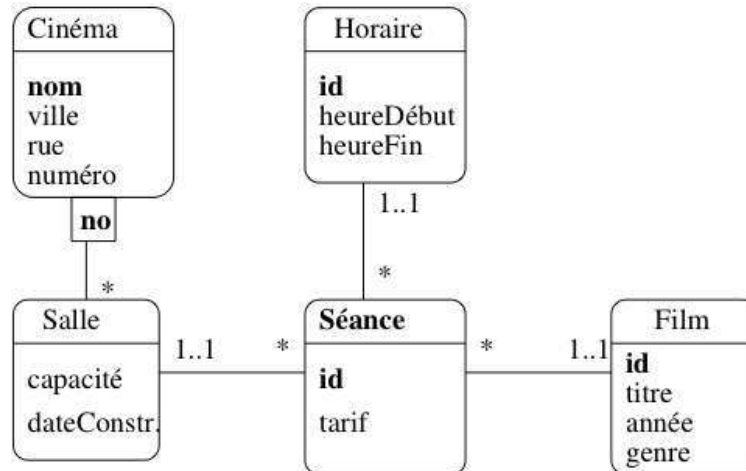 Cinéma
nom
ville
rue
numéro
no
Horaire
id
heureDébut
heureFin
1..1
*
*
Salle
capacité
dateConstr.
1..1
*
Séance
id
tarif
*
1..1
Film
id
titre
année
genre